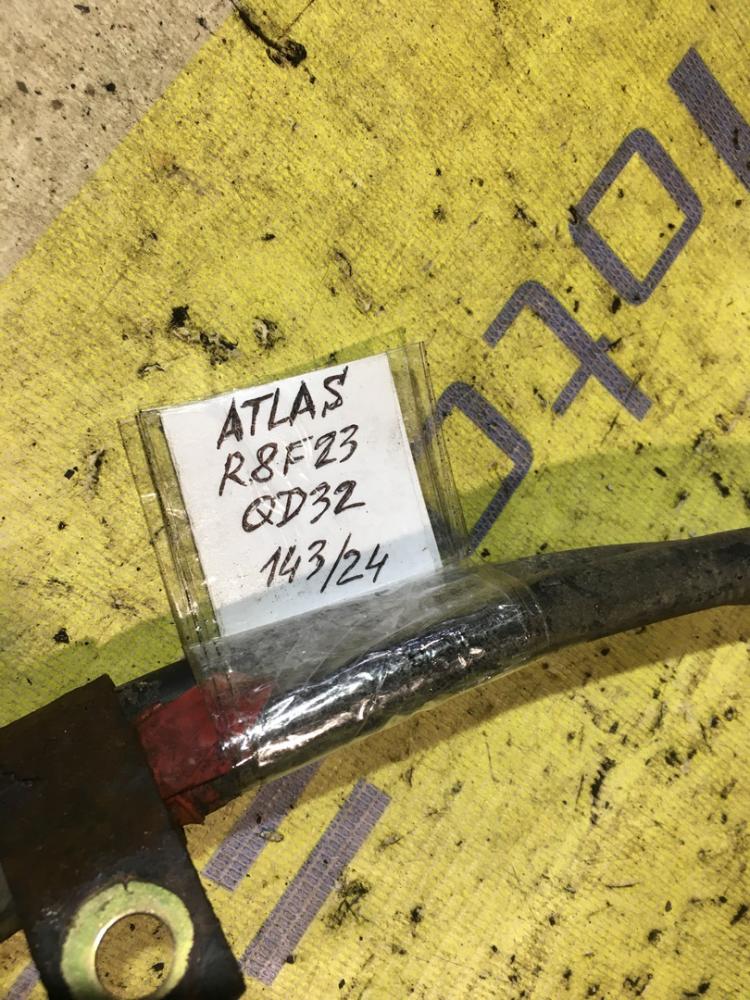 ATLAS
R8F23
QD32
143/24